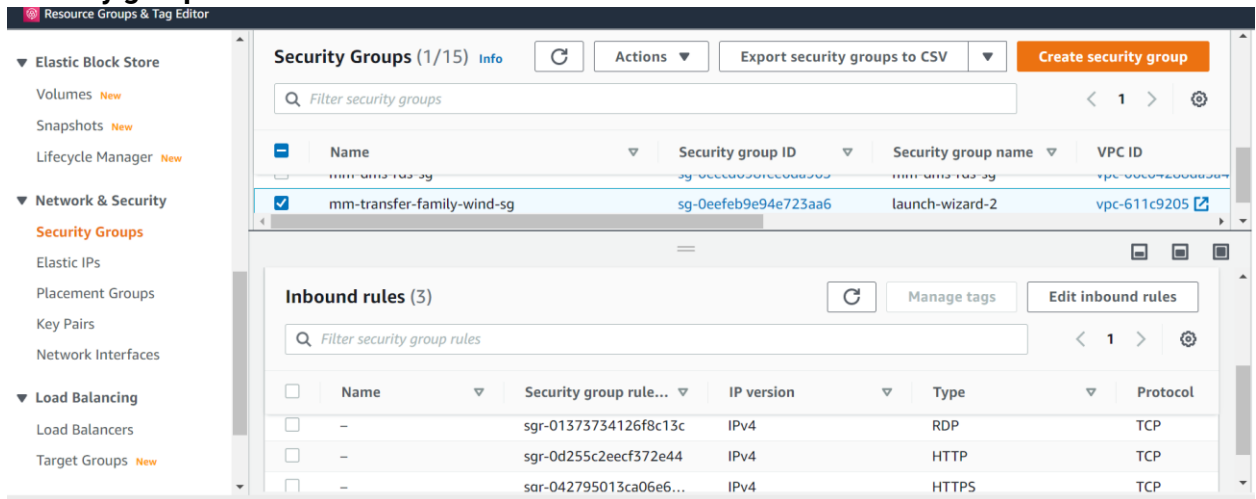 Resource Groups & Tag Editor
Elastic Block Store
Volumes New
Snapshots New
Lifecycle Manager New
Network & Security
Security Groups
Elastic IPs
Placement Groups
Key Pairs
Network Interfaces
Load Balancing
Load Balancers
Target Groups New
Security Groups (1/15) Info
Actions
Export security groups to CSV
Create security group
Filter security groups
1
Name Security group ID Security group name VPC ID
mm-transfer-family-wind-sg sg-0eefeb9e94e723aa6 launch-wizard-2 vpc-611c9205
Inbound rules (3)
Manage tags
Edit inbound rules
Filter security group rules
1
Name Security group rule... IP version Type Protocol
– sgr-01373734126f8c13c IPv4 RDP TCP
– sgr-0d255c2eecf372e44 IPv4 HTTP TCP
– sgr-042795013ca06e6... IPv4 HTTPS TCP